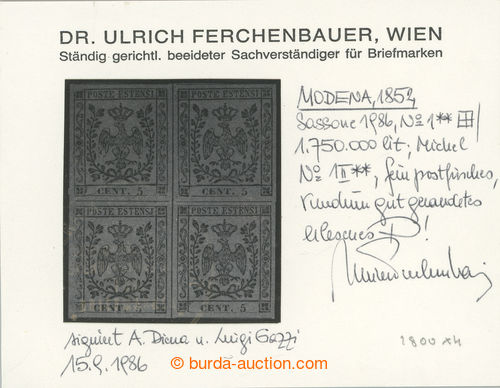 DR. ULRICH FERCHENBAUER, WIEN
Ständig gerichtl. beeideter Sachverständiger für Briefmarken
POSTE ESTENSI POSTE ESTENSI
CENT. 5 CENT. 5
POSTE ESTENSI POSTE ESTENSI
CENT. 5 CENT. 5
MODENA, 1852
Sassone 1986, No 1**
1.750.000 lit, Michel
No 1II**, fein postfrisches,
rundum gut gerandetes
erlesenes !
signiert A. Diena u. Luigi Gazzi
15.9.1986
1800 xh
© burda-auction.com